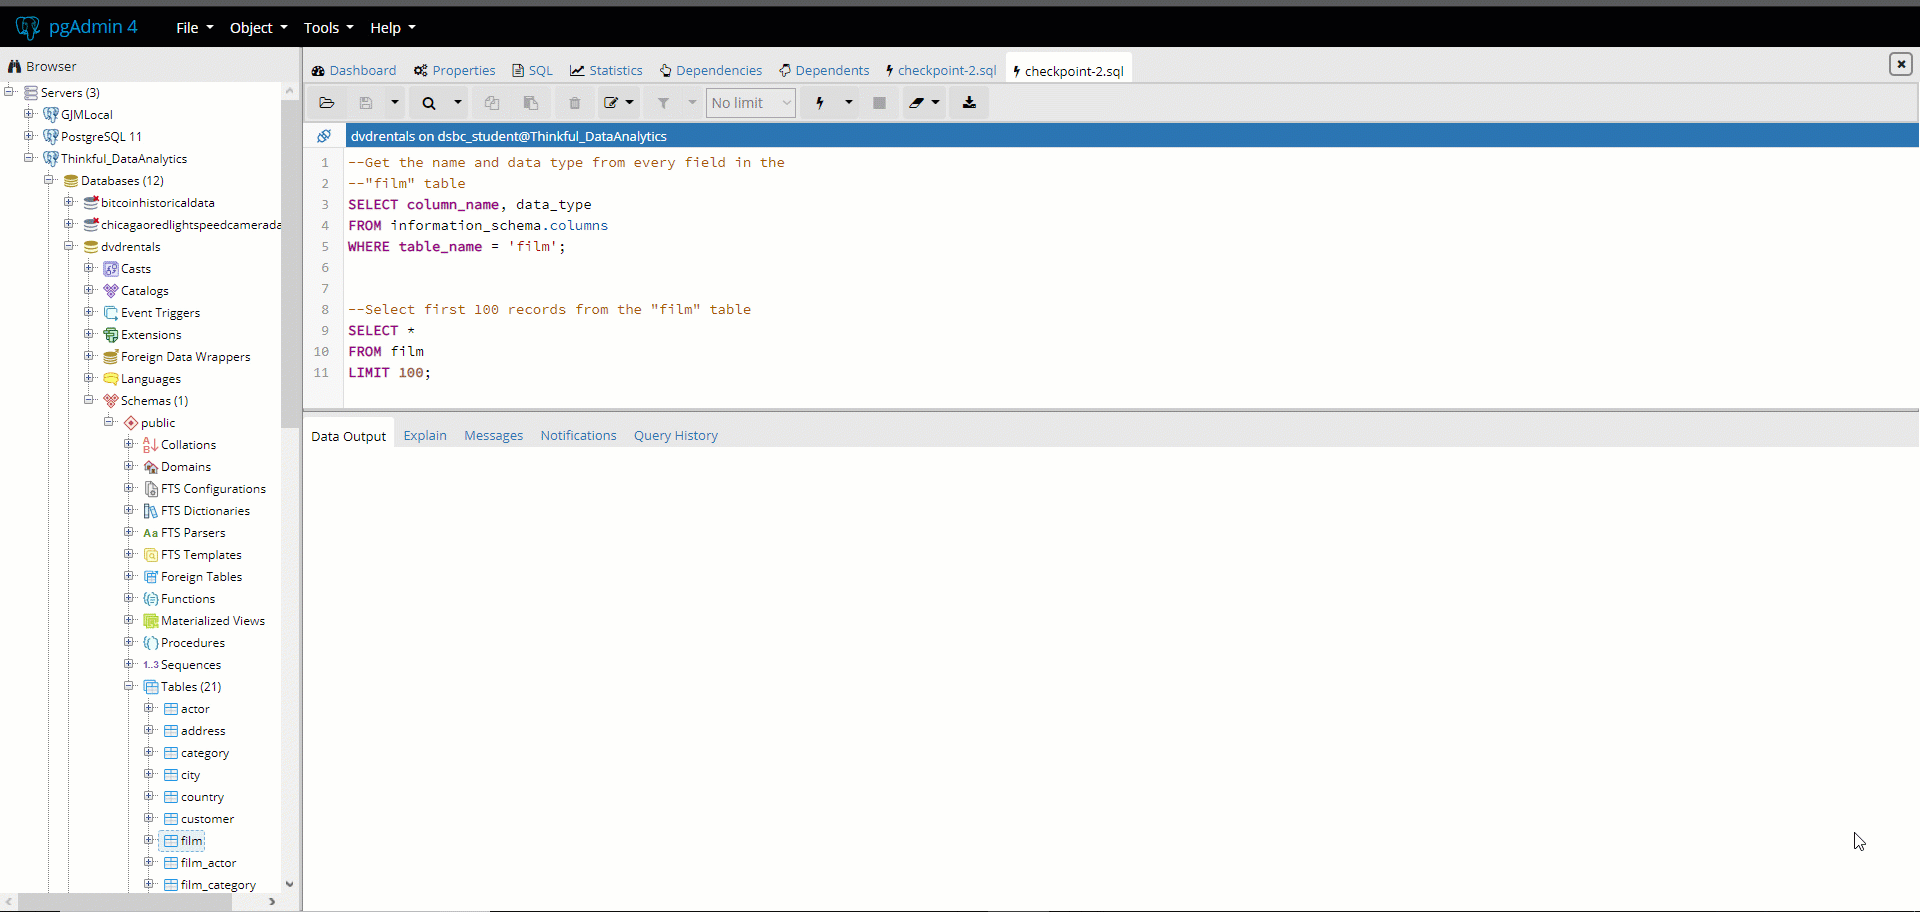 pgAdmin 4 File Object Tools Help
Browser
Servers (3)
GJMLocal
PostgreSQL 11
Thinkful_DataAnalytics
Databases (12)
bitcoinhistoricaldata
chicagaoredlightspeedcamerada
dvdrentals
Casts
Catalogs
Event Triggers
Extensions
Foreign Data Wrappers
Languages
Schemas (1)
public
Collations
Domains
FTS Configurations
FTS Dictionaries
Aa FTS Parsers
FTS Templates
Foreign Tables
Functions
Materialized Views
Procedures
1..3 Sequences
Tables (21)
actor
address
category
city
country
customer
film
film_actor
film_category
Dashboard Properties SQL Statistics Dependencies Dependents checkpoint-2.sql checkpoint-2.sql
No limit
dvdrentals on dsbc_student@Thinkful_DataAnalytics
1 --Get the name and data type from every field in the
2 --"film" table
3 SELECT column_name, data_type
4 FROM information_schema.columns
5 WHERE table_name = 'film';
6
7
8 --Select first 100 records from the "film" table
9 SELECT *
10 FROM film
11 LIMIT 100;
Data Output Explain Messages Notifications Query History